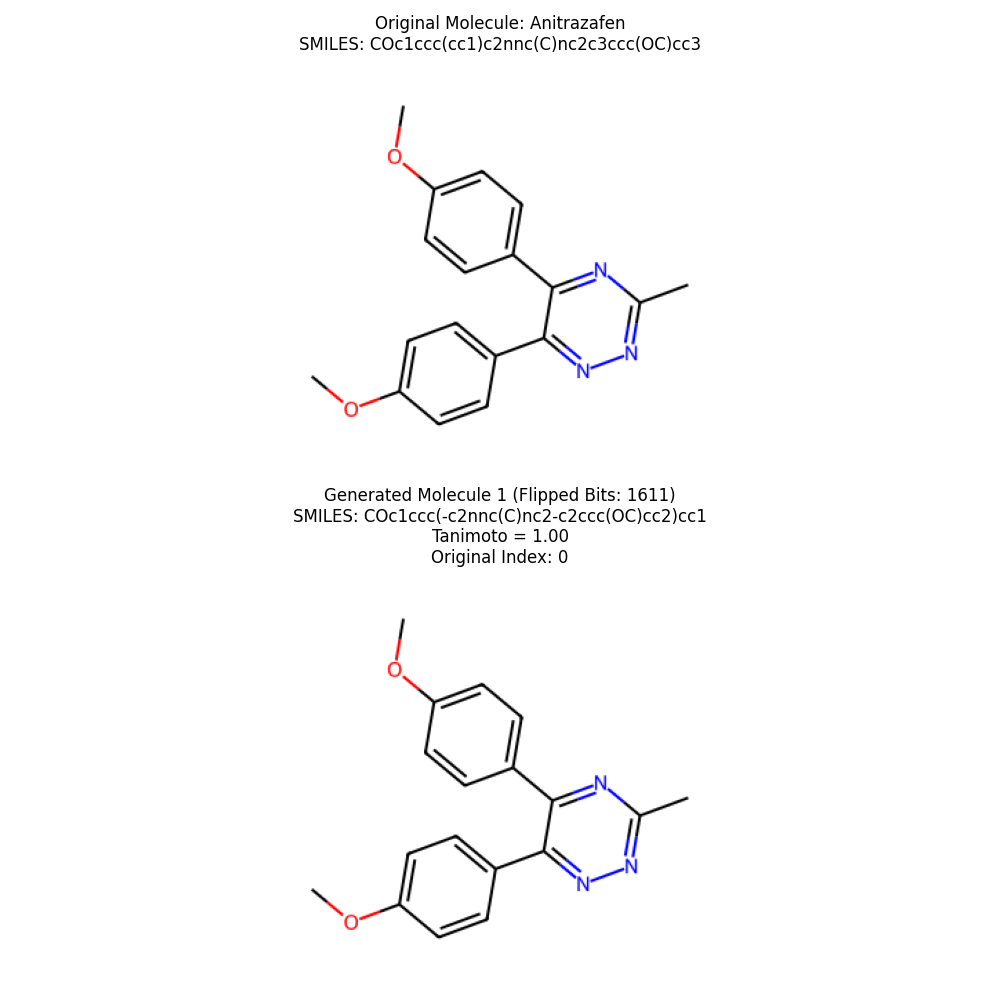 Original Molecule: Anitrazafen
SMILES: COc1ccc(cc1)c2nnc(C)nc2c3ccc(OC)cc3
O
N
N
N
O
Generated Molecule 1 (Flipped Bits: 1611)
SMILES: COc1ccc(-c2nnc(C)nc2-c2ccc(OC)cc2)cc1
Tanimoto = 1.00
Original Index: 0
O
N
N
N
O